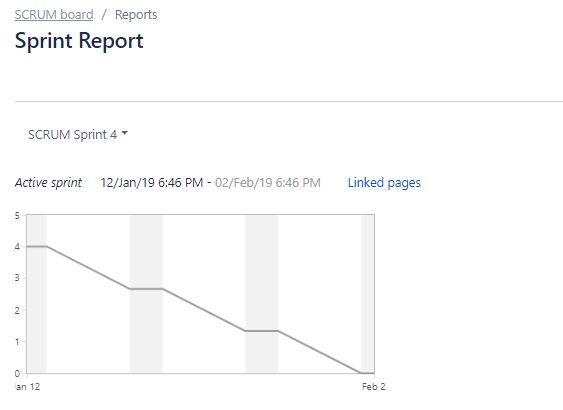 SCRUM board / Reports
Sprint Report
SCRUM Sprint 4
Active sprint 12/Jan/19 6:46 PM - 02/Feb/19 6:46 PM Linked pages
5
4
3
2
1
0
an 12 Feb 2